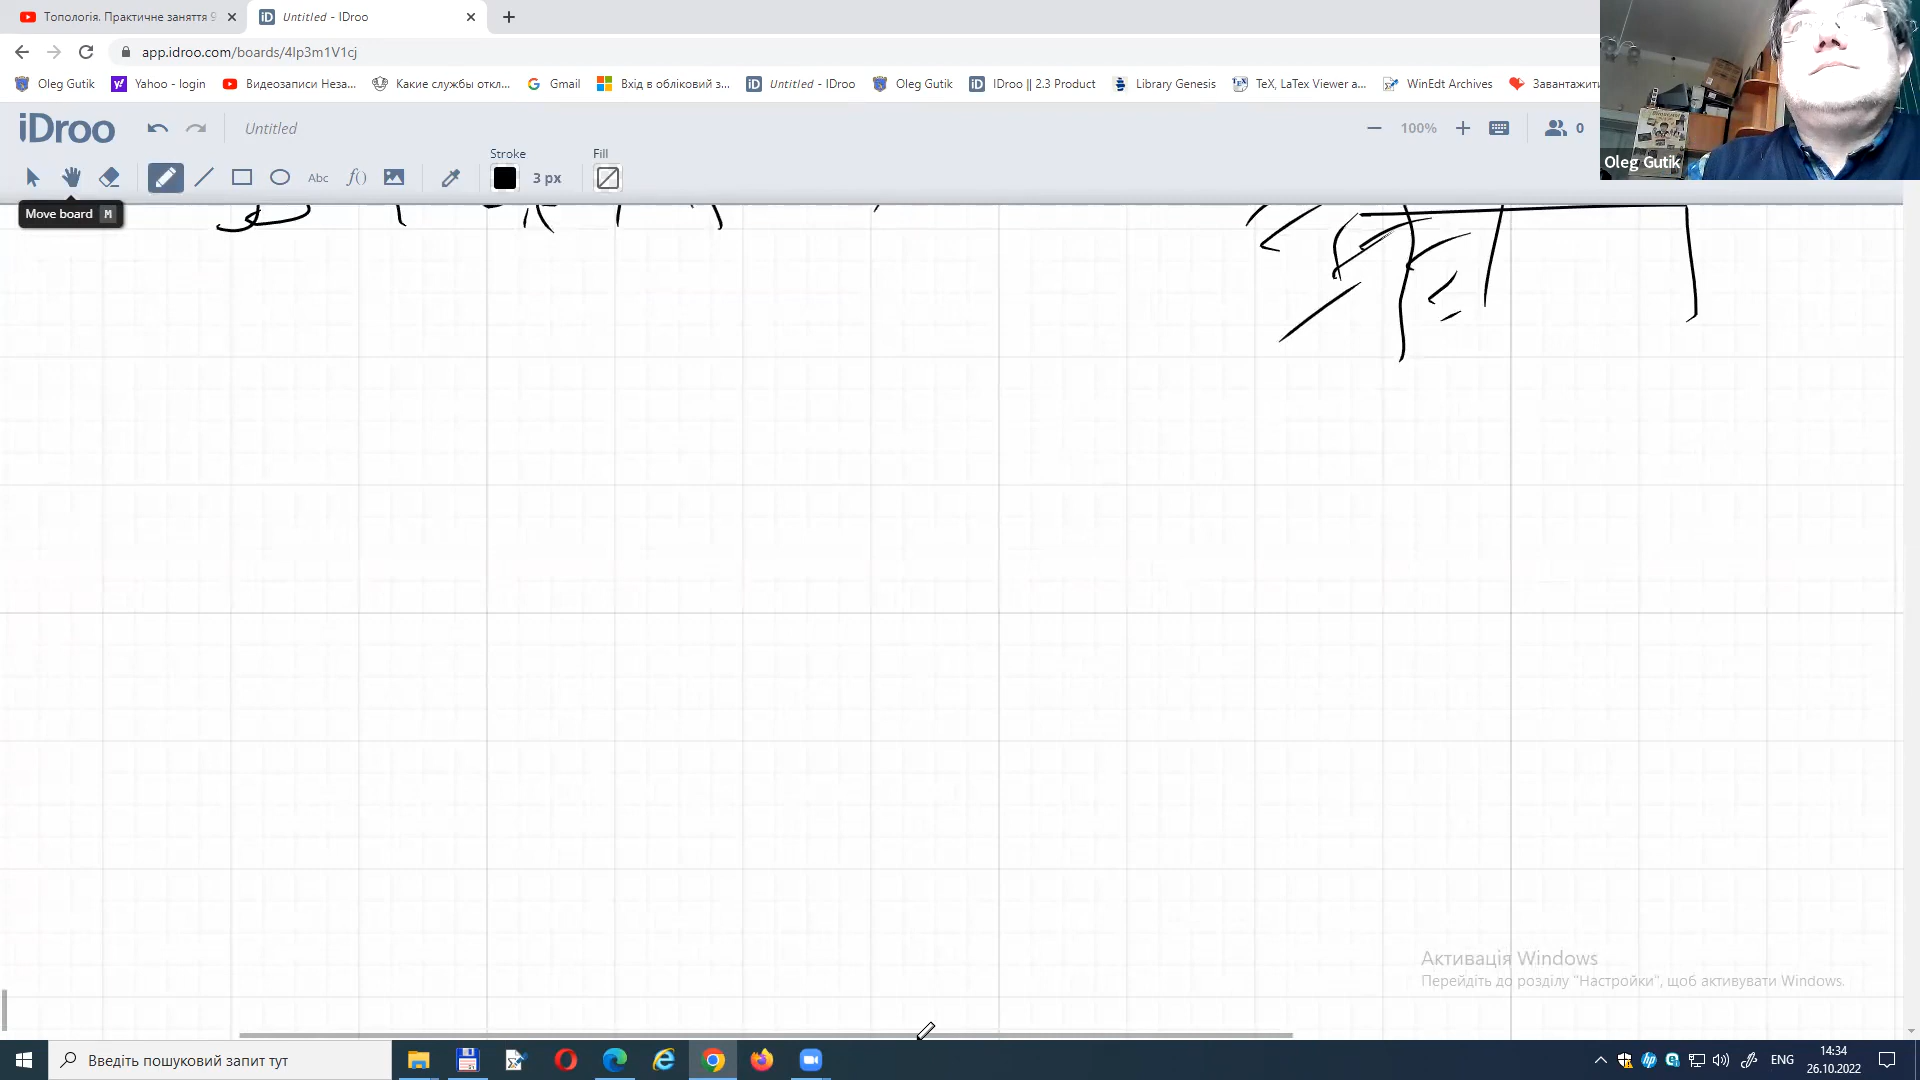 Топологія. Практичне заняття 9
Untitled - IDroo
app.idroo.com/boards/4lp3m1V1cj
Oleg Gutik
Yahoo - login
Видеозаписи Неза...
Какие службы откл...
Gmail
Вхід в обліковий з...
Untitled - IDroo
Oleg Gutik
IDroo || 2.3 Product
Library Genesis
TeX, LaTex Viewer a...
WinEdt Archives
Завантажити
iDroo
Untitled
100%
0
Oleg Gutik
Stroke
Fill
Abc
f()
3 px
Move board M
Активація Windows
Перейдіть до розділу "Настройки", щоб активувати Windows.
Введіть пошуковий запит тут
ENG
14:34
26.10.2022